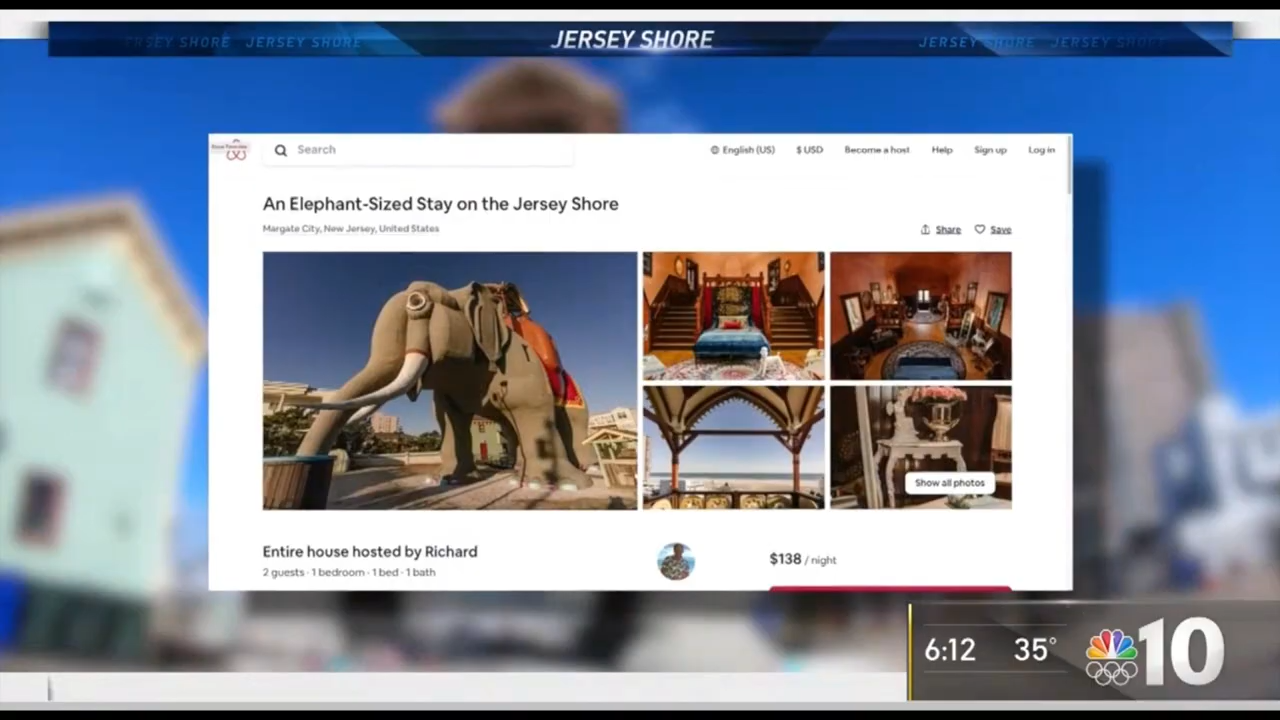 JERSEY SHORE
JERSEY SHORE
JERSEY SHORE
JERSEY SHORE
Search
English (US)
$ USD
Become a host
Help
Sign up
Log in
An Elephant-Sized Stay on the Jersey Shore
Margate City, New Jersey, United States
Share
Save
Show all photos
Entire house hosted by Richard
2 guests · 1 bedroom · 1 bed · 1 bath
$138 / night
6:12
35°
10